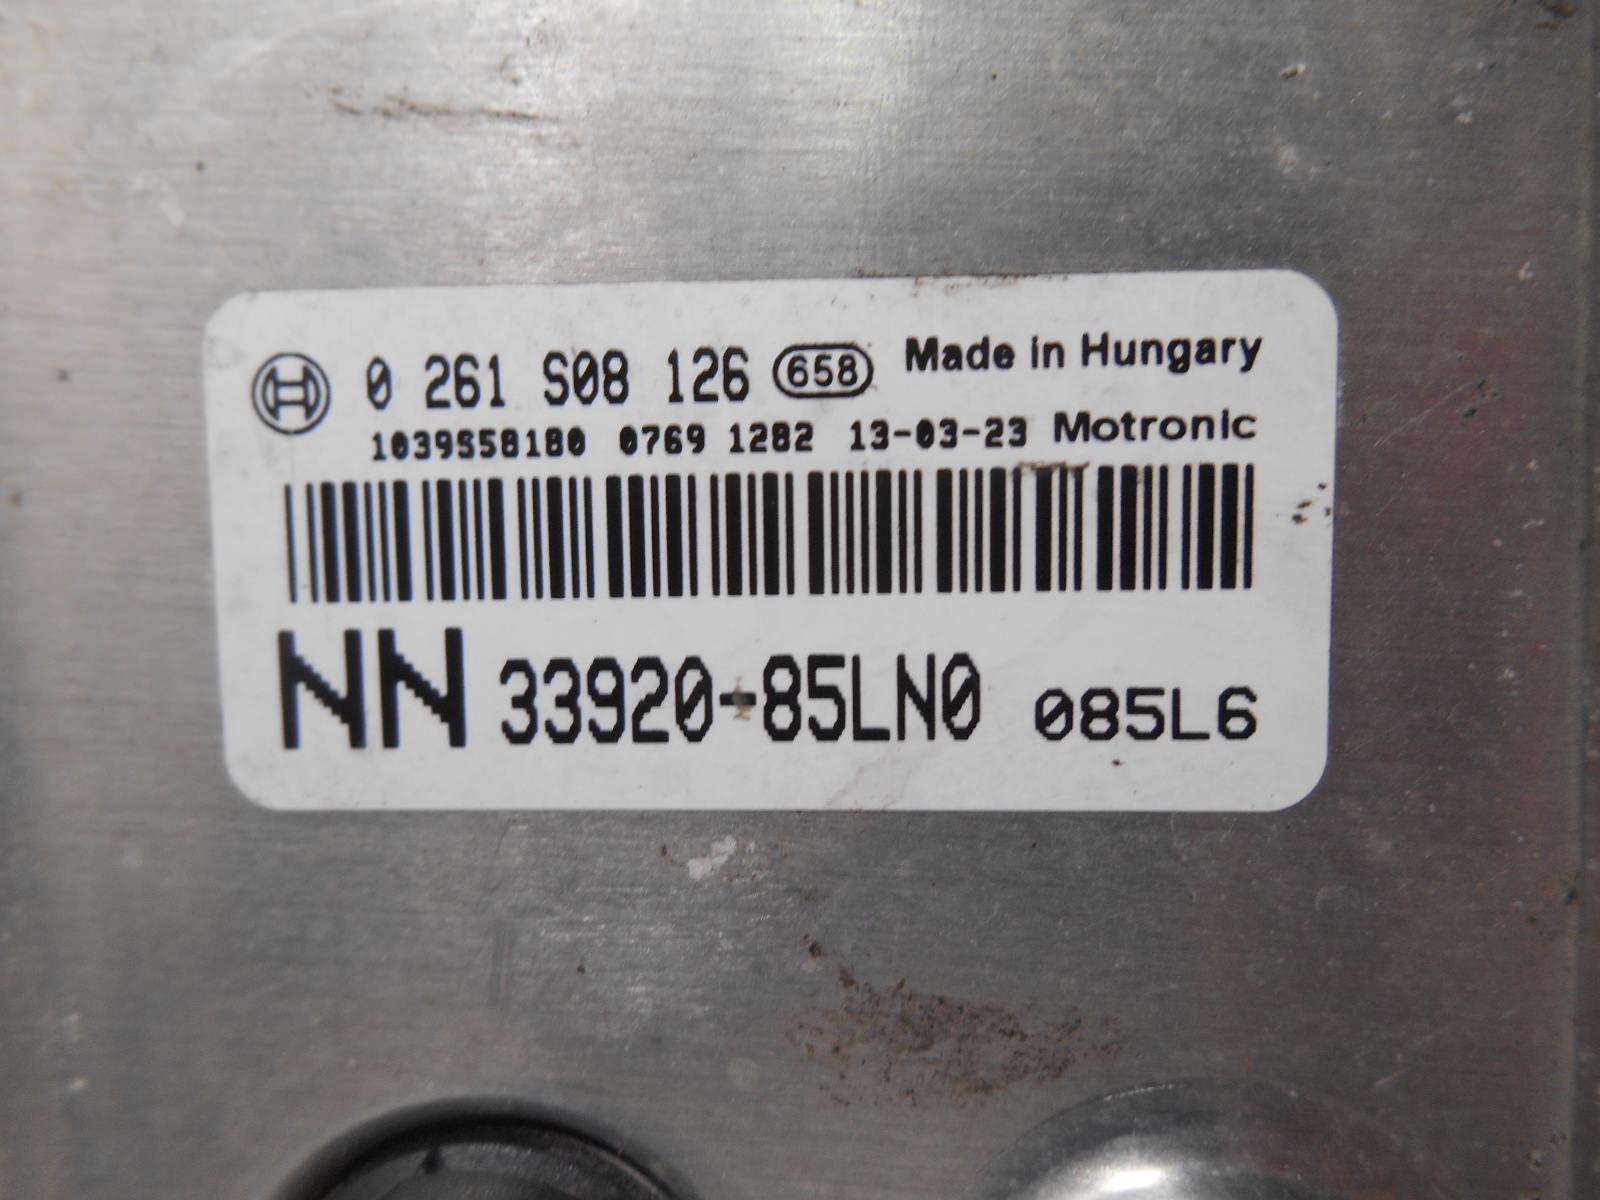 0 261 S08 126 658 Made in Hungary
1039S58180 0769 1282 13-03-23 Motronic
NN 33920-85LN0 085L6